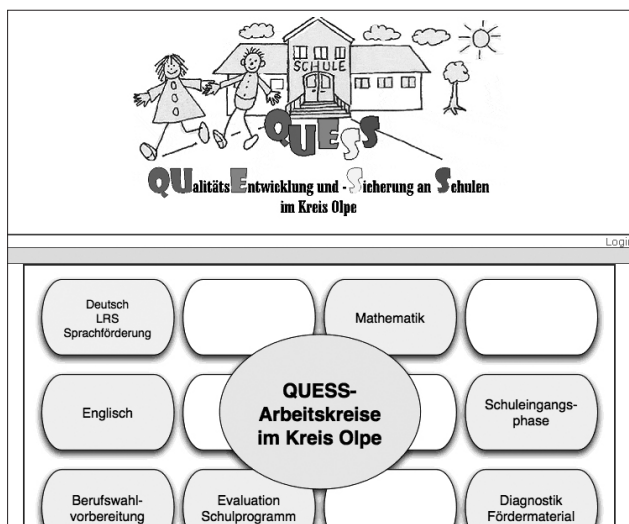 SCHULE
QUESS
QUalitätsEntwicklung und -Sicherung an Schulen
im Kreis Olpe
Login
Deutsch
LRS
Sprachförderung
Mathematik
QUESS-
Arbeitskreise
im Kreis Olpe
Englisch
Schuleingangs-
phase
Berufswahl-
vorbereitung
Evaluation
Schulprogramm
Diagnostik
Fördermaterial